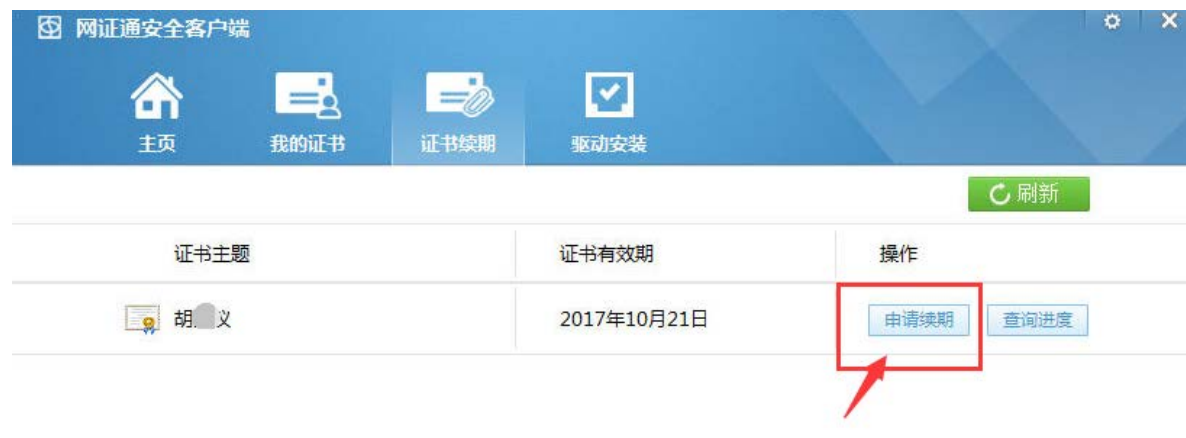 网证通安全客户端
主页 我的证书 证书续期 驱动安装
刷新
证书主题 证书有效期 操作
胡 义 2017年10月21日 申请续期 查询进度